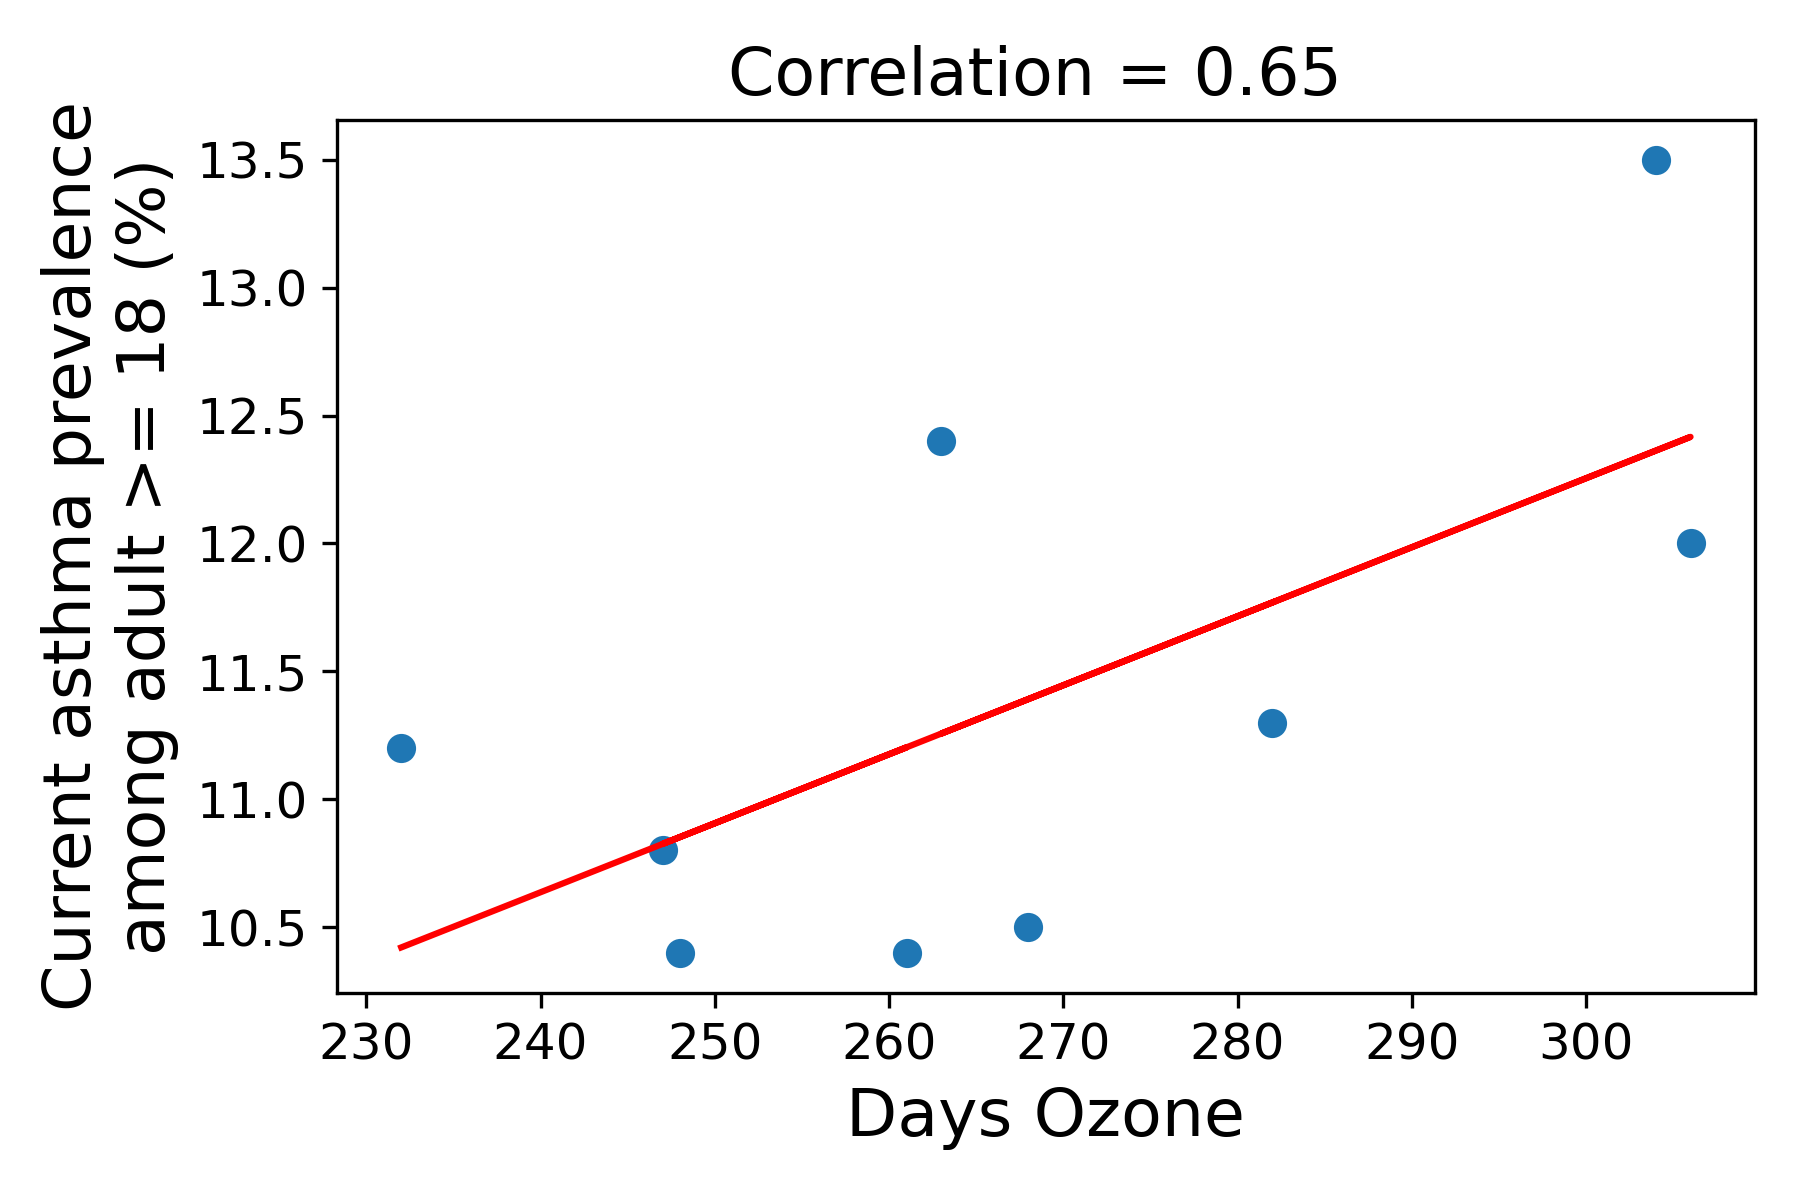 Correlation = 0.65
Current asthma prevalence
among adult >= 18 (%)
13.5
13.0
12.5
12.0
11.5
11.0
10.5
230 240 250 260 270 280 290 300
Days Ozone